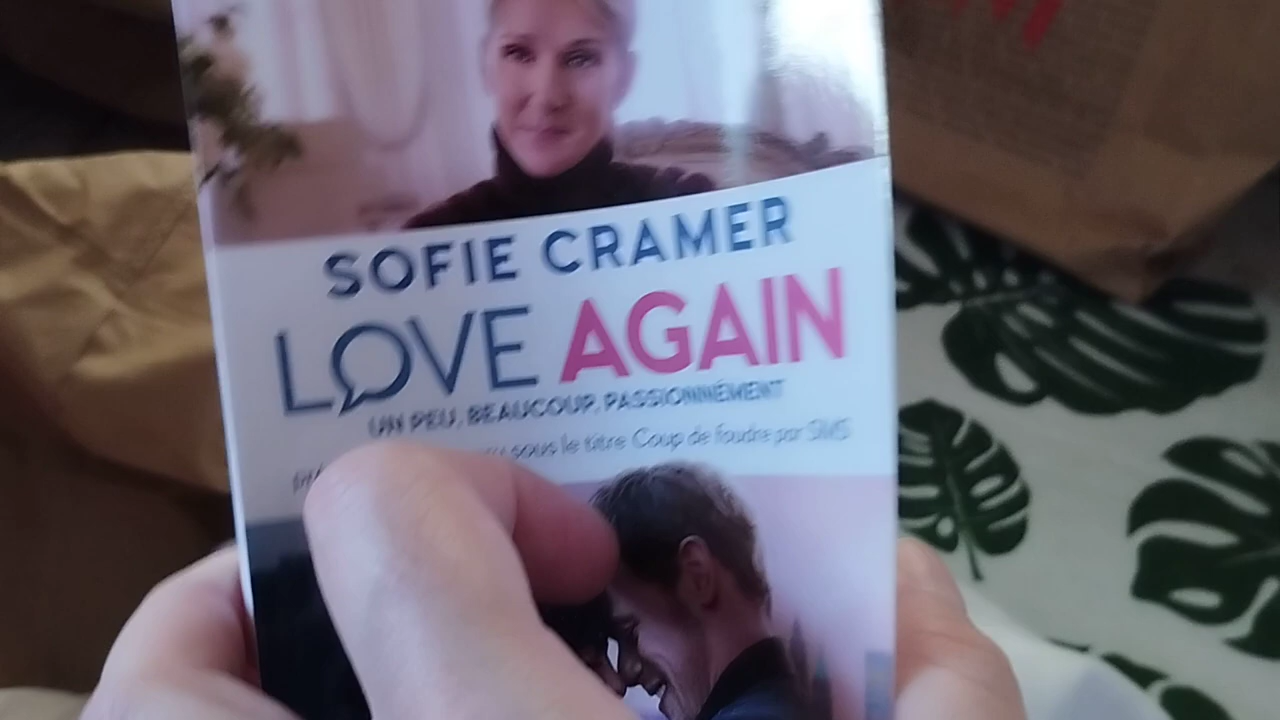 SOFIE CRAMER
LOVE AGAIN
UN PEU, BEAUCOUP, PASSIONNÉMENT
sous le titre Coup de foudre par SMS